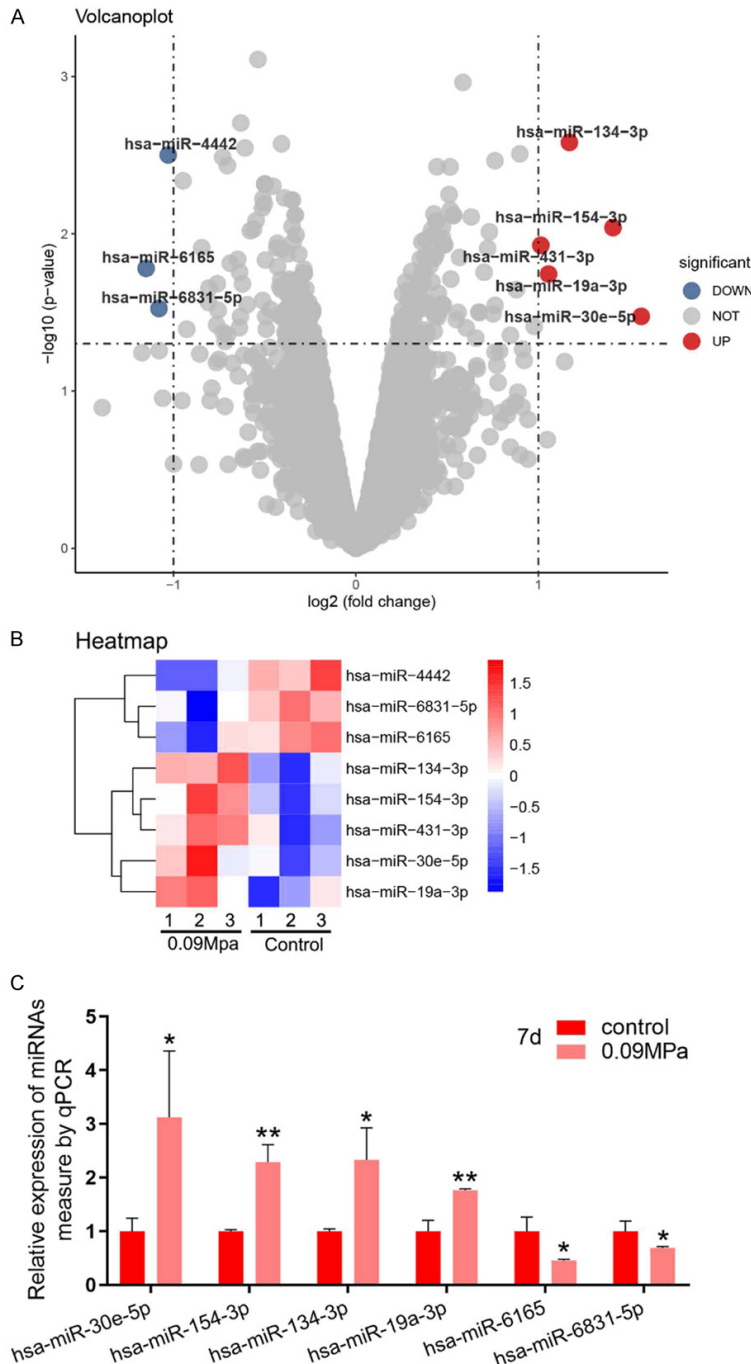 A
Volcanoplot
3
hsa−miR−4442
hsa−miR−134−3p
2
hsa−miR−154−3p
hsa−miR−6165
hsa−miR−431−3p
hsa−miR−19a−3p
hsa−miR−6831−5p
hsa−miR−30e−5p
1
0
−log10 (p−value)
−1
0
1
log2 (fold change)
significant
DOWN
NOT
UP
B
Heatmap
hsa−miR−4442
hsa−miR−6831−5p
hsa−miR−6165
hsa−miR−134−3p
hsa−miR−154−3p
hsa−miR−431−3p
hsa−miR−30e−5p
hsa−miR−19a−3p
1.5
1
0.5
0
−0.5
−1
−1.5
1 2 3 1 2 3
0.09Mpa Control
C
Relative expression of miRNAs
measure by qPCR
5
4
3
2
1
0
7d
control
0.09MPa
* ** * ** * *
hsa-miR-30e-5p
hsa-miR-154-3p
hsa-miR-134-3p
hsa-miR-19a-3p
hsa-miR-6165
hsa-miR-6831-5p